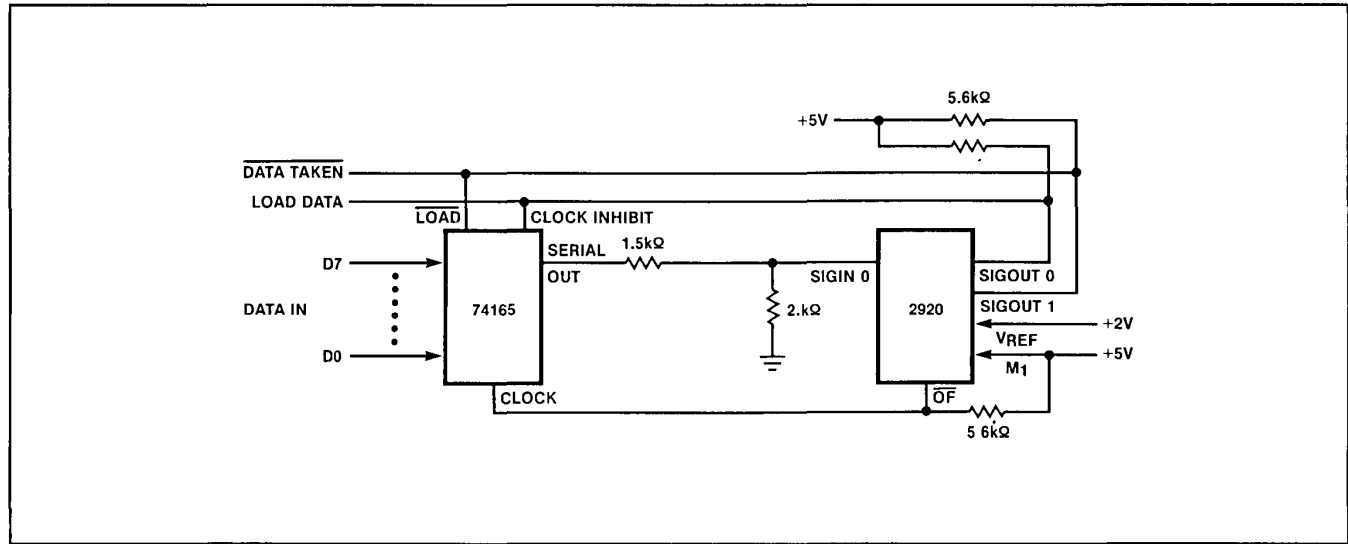 5.6kΩ
+5V
DATA TAKEN
LOAD DATA
LOAD
CLOCK INHIBIT
SERIAL
OUT
1.5kΩ
D7
SIGIN 0
SIGOUT 0
DATA IN
74165
2.kΩ
2920
SIGOUT 1
+2V
VREF
+5V
D0
M1
CLOCK
OF
5 6kΩ